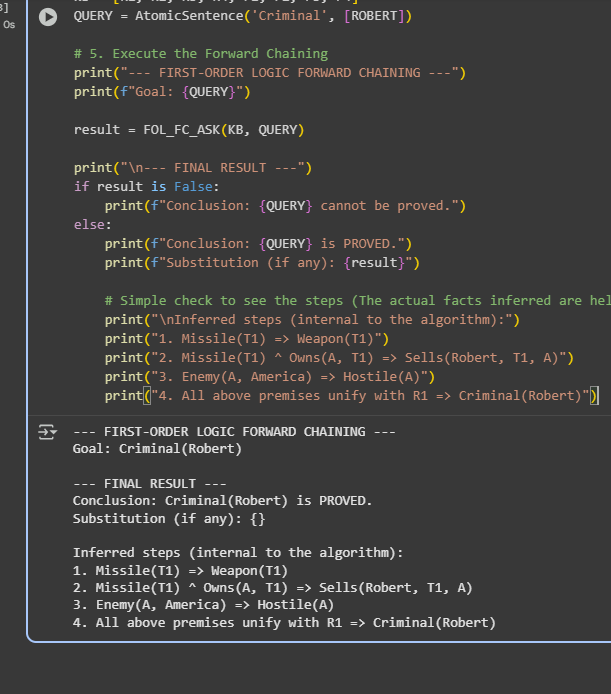 3]
0s
QUERY = AtomicSentence('Criminal', [ROBERT])
# 5. Execute the Forward Chaining
print("--- FIRST-ORDER LOGIC FORWARD CHAINING ---")
print(f"Goal: {QUERY}")
result = FOL_FC_ASK(KB, QUERY)
print("\n--- FINAL RESULT ---")
if result is False:
    print(f"Conclusion: {QUERY} cannot be proved.")
else:
    print(f"Conclusion: {QUERY} is PROVED.")
    print(f"Substitution (if any): {result}")
    # Simple check to see the steps (The actual facts inferred are hel
    print("\nInferred steps (internal to the algorithm):")
    print("1. Missile(T1) => Weapon(T1)")
    print("2. Missile(T1) ^ Owns(A, T1) => Sells(Robert, T1, A)")
    print("3. Enemy(A, America) => Hostile(A)")
    print("4. All above premises unify with R1 => Criminal(Robert)")
--- FIRST-ORDER LOGIC FORWARD CHAINING ---
Goal: Criminal(Robert)
--- FINAL RESULT ---
Conclusion: Criminal(Robert) is PROVED.
Substitution (if any): {}
Inferred steps (internal to the algorithm):
1. Missile(T1) => Weapon(T1)
2. Missile(T1) ^ Owns(A, T1) => Sells(Robert, T1, A)
3. Enemy(A, America) => Hostile(A)
4. All above premises unify with R1 => Criminal(Robert)